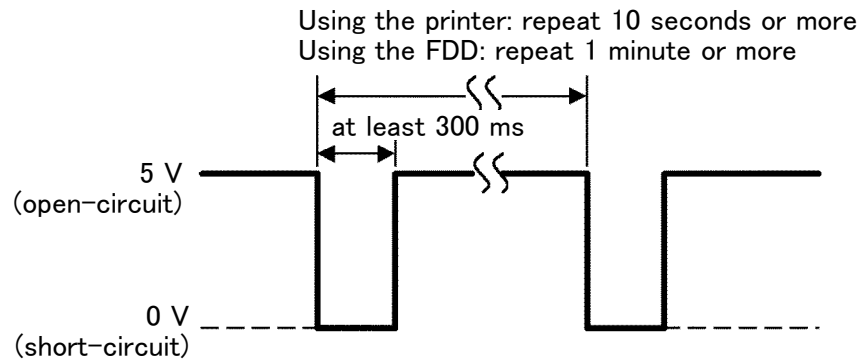 Using the printer: repeat 10 seconds or more
Using the FDD: repeat 1 minute or more
at least 300 ms
5 V
(open-circuit)
0 V
(short-circuit)